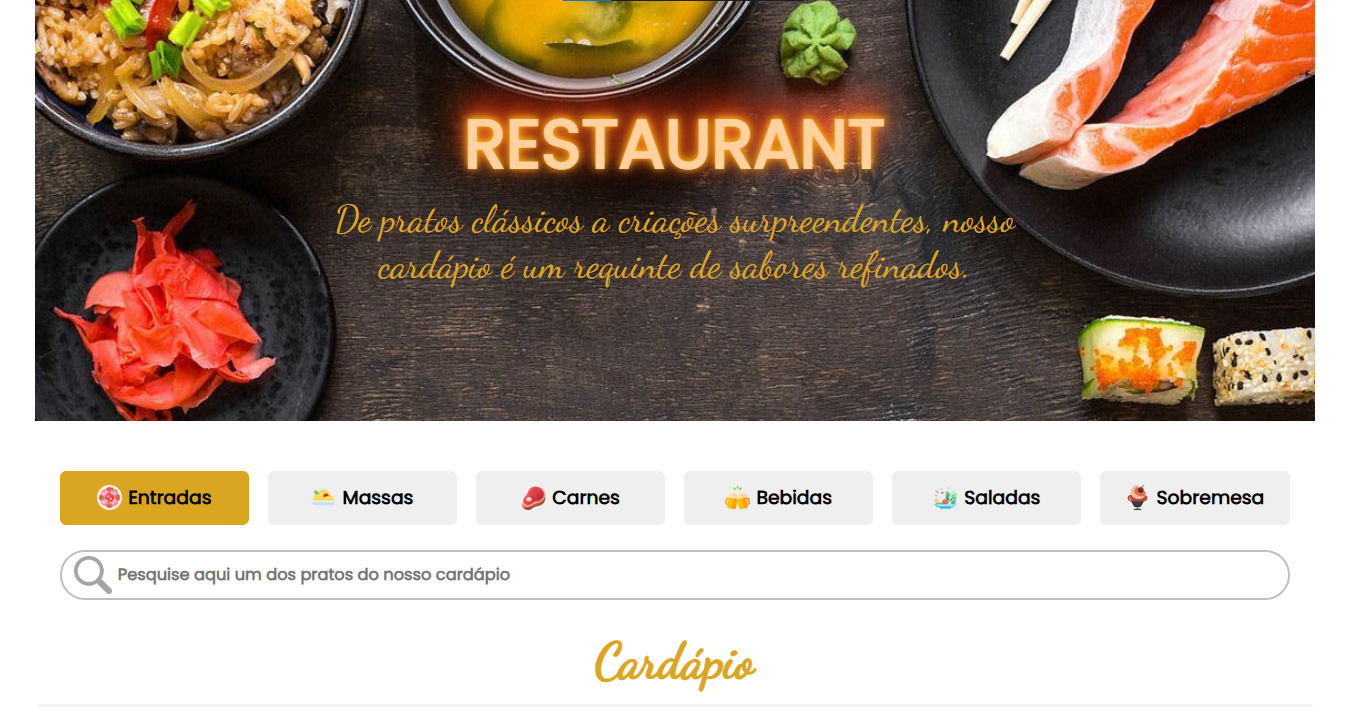 RESTAURANT
De pratos clássicos a criações surpreendentes, nosso
cardápio é um requinte de sabores refinados.
Entradas
Massas
Carnes
Bebidas
Saladas
Sobremesa
Pesquise aqui um dos pratos do nosso cardápio
Cardápio